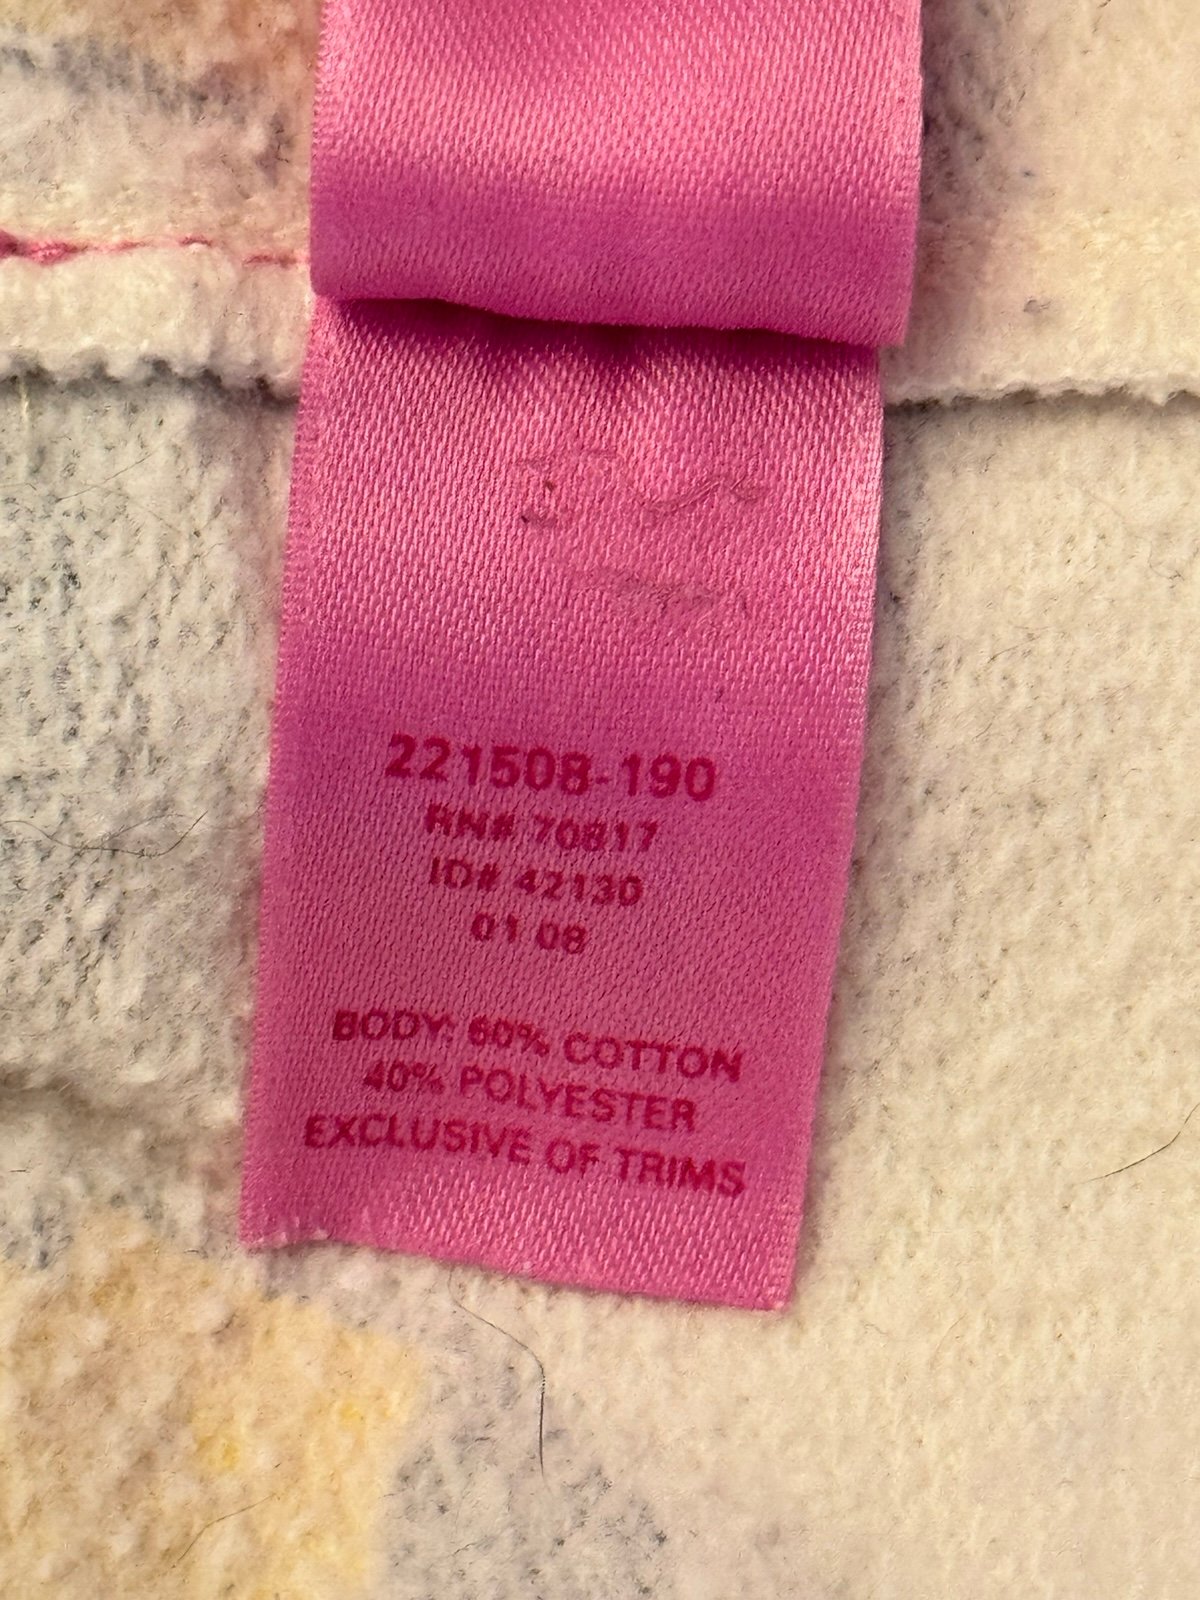 221508-190
RN# 70817
ID# 42130
01 08
BODY: 60% COTTON
40% POLYESTER
EXCLUSIVE OF TRIMS